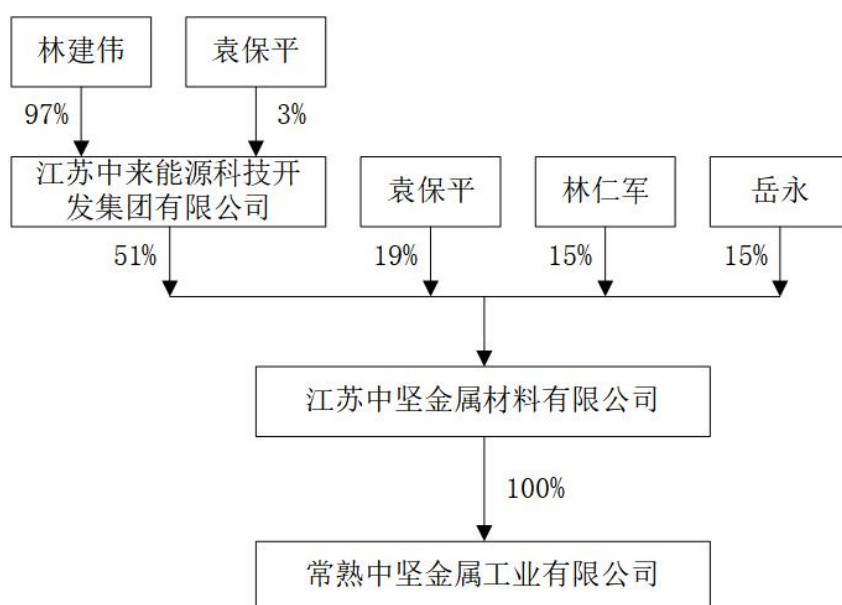 林建伟
袁保平
97%
3%
江苏中来能源科技开
发集团有限公司
袁保平
林仁军
岳永
51%
19%
15%
15%
江苏中坚金属材料有限公司
100%
常熟中坚金属工业有限公司